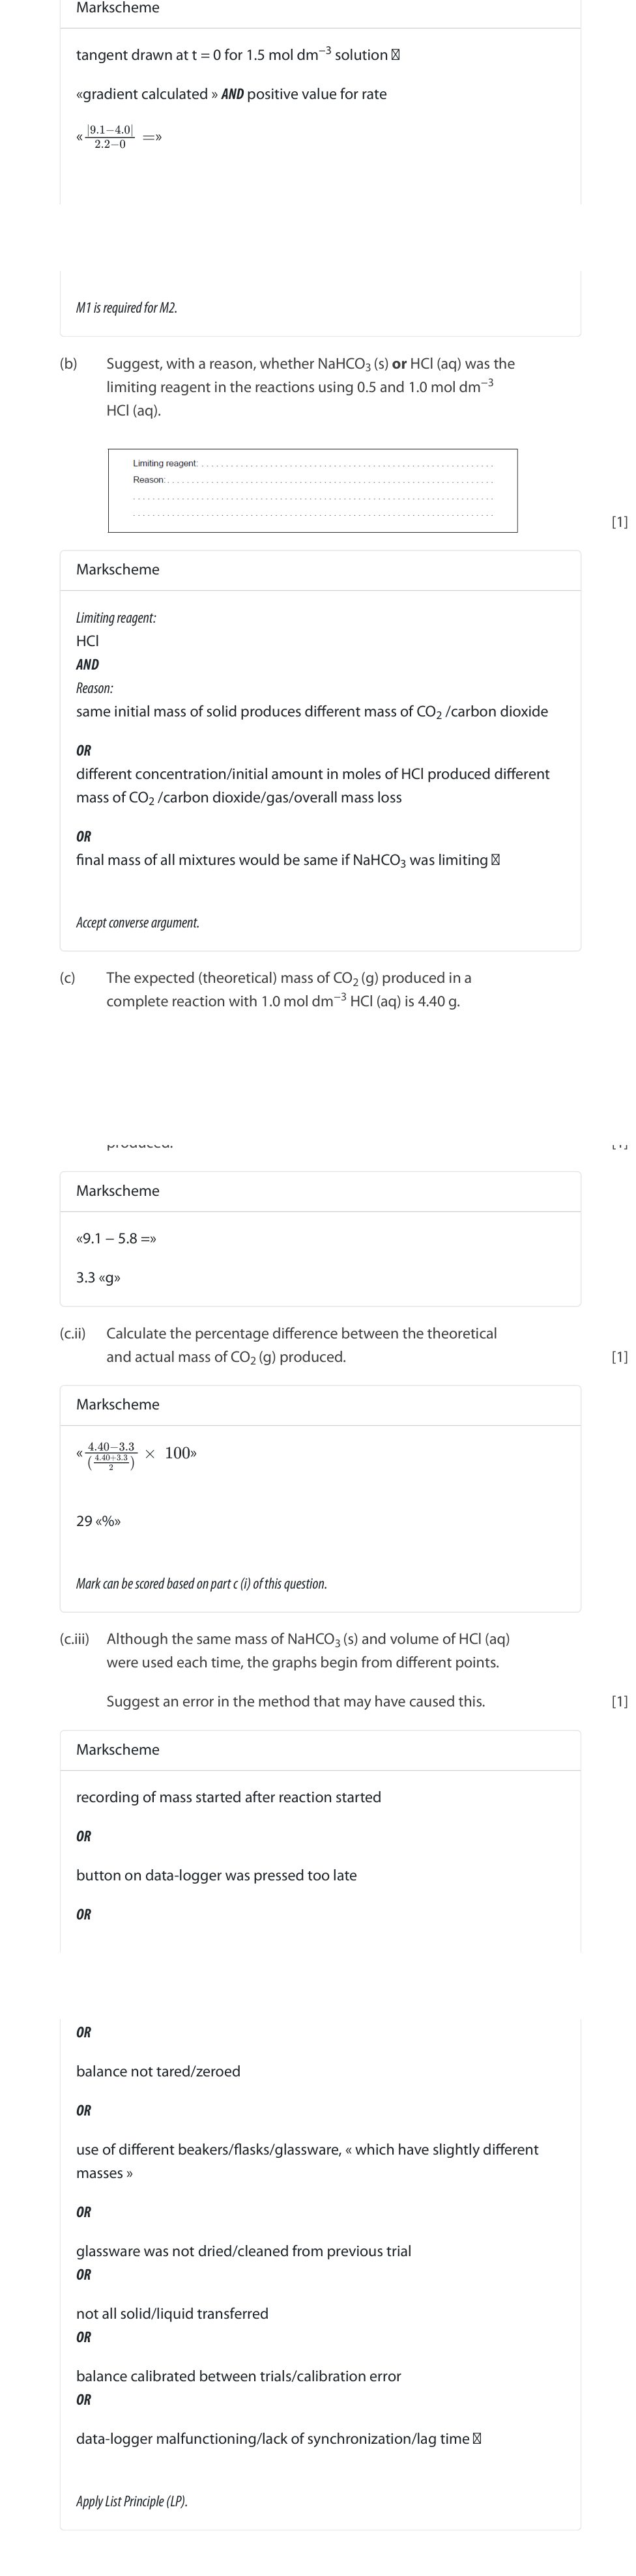 Markscheme
tangent drawn at t = 0 for 1.5 mol dm⁻³ solution
«gradient calculated » AND positive value for rate
« |9.1−4.0| / 2.2−0 =»
M1 is required for M2.
(b) Suggest, with a reason, whether NaHCO₃ (s) or HCl (aq) was the
limiting reagent in the reactions using 0.5 and 1.0 mol dm⁻³
HCl (aq).
Limiting reagent: ..........
Reason: ..........
[1]
Markscheme
Limiting reagent:
HCl
AND
Reason:
same initial mass of solid produces different mass of CO₂ /carbon dioxide
OR
different concentration/initial amount in moles of HCl produced different
mass of CO₂ /carbon dioxide/gas/overall mass loss
OR
final mass of all mixtures would be same if NaHCO₃ was limiting
Accept converse argument.
(c) The expected (theoretical) mass of CO₂ (g) produced in a
complete reaction with 1.0 mol dm⁻³ HCl (aq) is 4.40 g.
Markscheme
«9.1 − 5.8 =»
3.3 «g»
(c.ii) Calculate the percentage difference between the theoretical
and actual mass of CO₂ (g) produced. [1]
Markscheme
« 4.40−3.3 / (4.40+3.3 / 2) × 100»
29 «%»
Mark can be scored based on part c (i) of this question.
(c.iii) Although the same mass of NaHCO₃ (s) and volume of HCl (aq)
were used each time, the graphs begin from different points.
Suggest an error in the method that may have caused this. [1]
Markscheme
recording of mass started after reaction started
OR
button on data-logger was pressed too late
OR
OR
balance not tared/zeroed
OR
use of different beakers/flasks/glassware, « which have slightly different
masses »
OR
glassware was not dried/cleaned from previous trial
OR
not all solid/liquid transferred
OR
balance calibrated between trials/calibration error
OR
data-logger malfunctioning/lack of synchronization/lag time
Apply List Principle (LP).